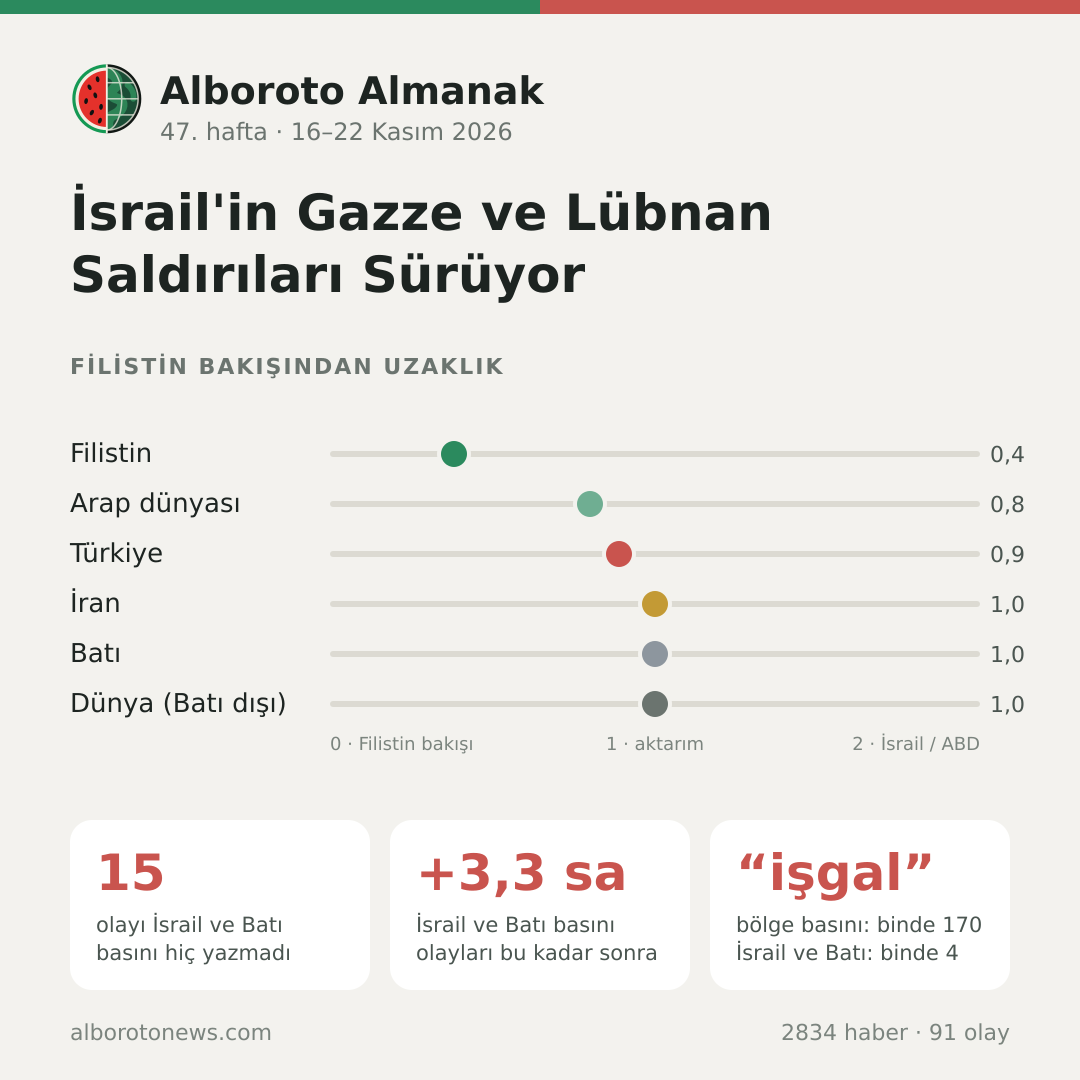 Alboroto Almanak
47. hafta · 16–22 Kasım 2026
İsrail'in Gazze ve Lübnan
Saldırıları Sürüyor
FİLİSTİN BAKIŞINDAN UZAKLIK
Filistin 0,4
Arap dünyası 0,8
Türkiye 0,9
İran 1,0
Batı 1,0
Dünya (Batı dışı) 1,0
0 · Filistin bakışı 1 · aktarım 2 · İsrail / ABD
15
olayı İsrail ve Batı
basını hiç yazmadı
+3,3 sa
İsrail ve Batı basını
olayları bu kadar sonra
“işgal”
bölge basını: binde 170
İsrail ve Batı: binde 4
alborotonews.com 2834 haber · 91 olay